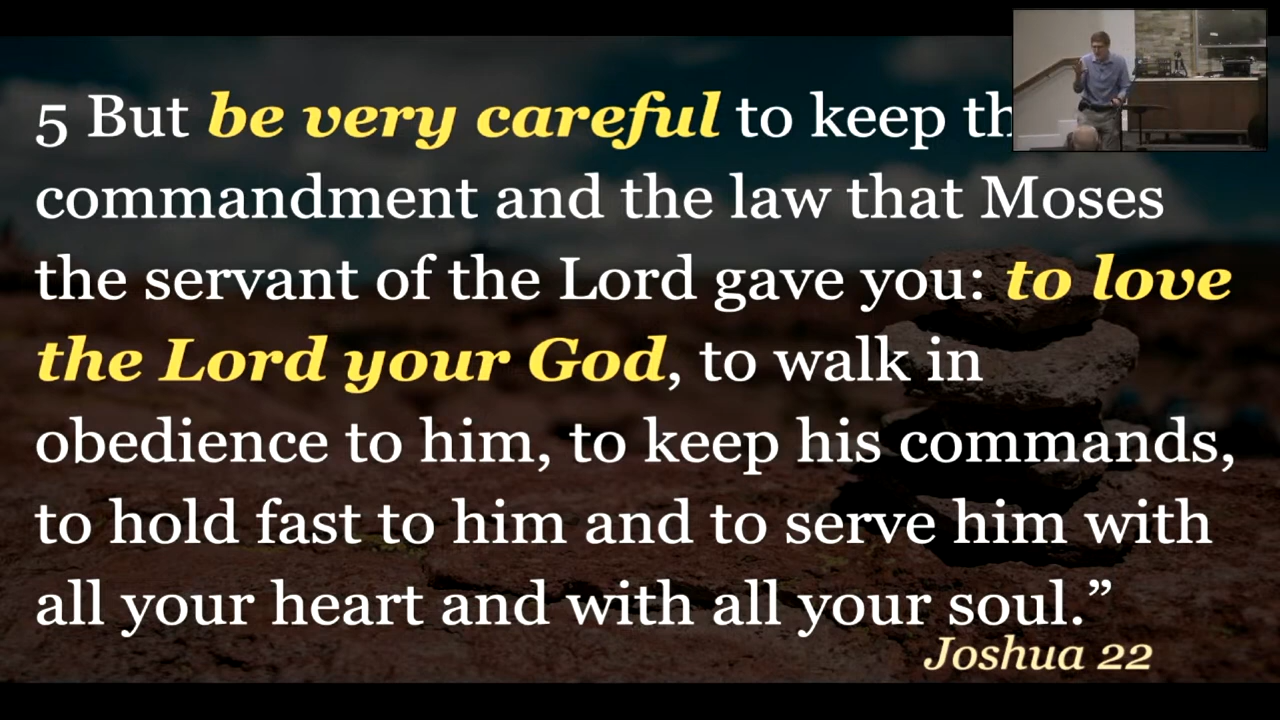 5 But be very careful to keep
commandment and the law that Moses
the servant of the Lord gave you: to love
the Lord your God, to walk in
obedience to him, to keep his commands,
to hold fast to him and to serve him with
all your heart and with all your soul.”
Joshua 22